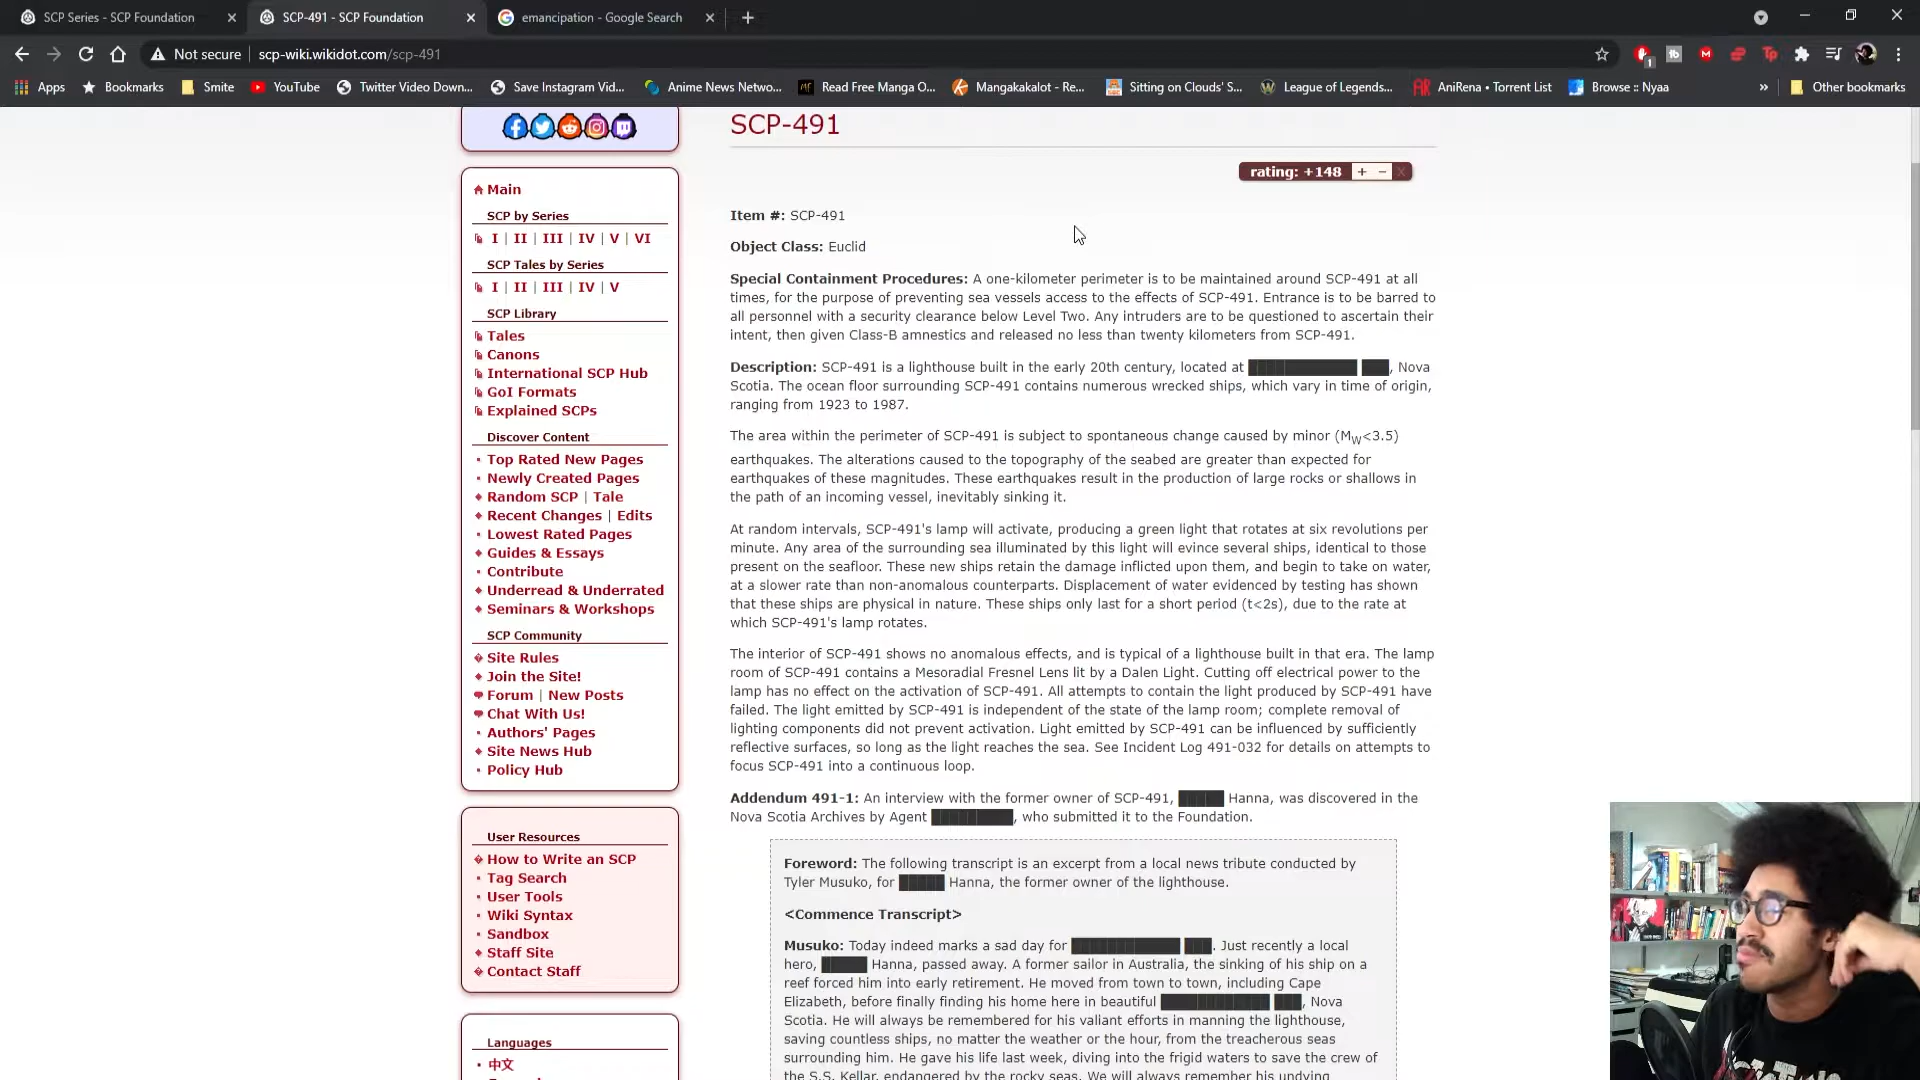 SCP Series - SCP Foundation
SCP-491 - SCP Foundation
emancipation - Google Search
Not secure
scp-wiki.wikidot.com/scp-491
Apps
Bookmarks
Smite
YouTube
Twitter Video Down...
Save Instagram Vid...
Anime News Netwo...
Read Free Manga O...
Mangakakalot - Re...
Sitting on Clouds' S...
League of Legends...
AniRena • Torrent List
Browse :: Nyaa
»
Other bookmarks
Main
SCP by Series
I | II | III | IV | V | VI
SCP Tales by Series
I | II | III | IV | V
SCP Library
Tales
Canons
International SCP Hub
GoI Formats
Explained SCPs
Discover Content
Top Rated New Pages
Newly Created Pages
Random SCP | Tale
Recent Changes | Edits
Lowest Rated Pages
Guides & Essays
Contribute
Underread & Underrated
Seminars & Workshops
SCP Community
Site Rules
Join the Site!
Forum | New Posts
Chat With Us!
Authors' Pages
Site News Hub
Policy Hub
User Resources
How to Write an SCP
Tag Search
User Tools
Wiki Syntax
Sandbox
Staff Site
Contact Staff
Languages
中文
SCP-491
rating: +148 + − X
Item #: SCP-491
Object Class: Euclid
Special Containment Procedures: A one-kilometer perimeter is to be maintained around SCP-491 at all
times, for the purpose of preventing sea vessels access to the effects of SCP-491. Entrance is to be barred to
all personnel with a security clearance below Level Two. Any intruders are to be questioned to ascertain their
intent, then given Class-B amnestics and released no less than twenty kilometers from SCP-491.
Description: SCP-491 is a lighthouse built in the early 20th century, located at ████████████ ███, Nova
Scotia. The ocean floor surrounding SCP-491 contains numerous wrecked ships, which vary in time of origin,
ranging from 1923 to 1987.
The area within the perimeter of SCP-491 is subject to spontaneous change caused by minor (MW<3.5)
earthquakes. The alterations caused to the topography of the seabed are greater than expected for
earthquakes of these magnitudes. These earthquakes result in the production of large rocks or shallows in
the path of an incoming vessel, inevitably sinking it.
At random intervals, SCP-491's lamp will activate, producing a green light that rotates at six revolutions per
minute. Any area of the surrounding sea illuminated by this light will evince several ships, identical to those
present on the seafloor. These new ships retain the damage inflicted upon them, and begin to take on water,
at a slower rate than non-anomalous counterparts. Displacement of water evidenced by testing has shown
that these ships are physical in nature. These ships only last for a short period (t<2s), due to the rate at
which SCP-491's lamp rotates.
The interior of SCP-491 shows no anomalous effects, and is typical of a lighthouse built in that era. The lamp
room of SCP-491 contains a Mesoradial Fresnel Lens lit by a Dalen Light. Cutting off electrical power to the
lamp has no effect on the activation of SCP-491. All attempts to contain the light produced by SCP-491 have
failed. The light emitted by SCP-491 is independent of the state of the lamp room; complete removal of
lighting components did not prevent activation. Light emitted by SCP-491 can be influenced by sufficiently
reflective surfaces, so long as the light reaches the sea. See Incident Log 491-032 for details on attempts to
focus SCP-491 into a continuous loop.
Addendum 491-1: An interview with the former owner of SCP-491, █████ Hanna, was discovered in the
Nova Scotia Archives by Agent █████████, who submitted it to the Foundation.
Foreword: The following transcript is an excerpt from a local news tribute conducted by
Tyler Musuko, for █████ Hanna, the former owner of the lighthouse.
<Commence Transcript>
Musuko: Today indeed marks a sad day for ████████████ ███. Just recently a local
hero, █████ Hanna, passed away. A former sailor in Australia, the sinking of his ship on a
reef forced him into early retirement. He moved from town to town, including Cape
Elizabeth, before finally finding his home here in beautiful ████████████ ███, Nova
Scotia. He will always be remembered for his valiant efforts in manning the lighthouse,
saving countless ships, no matter the weather or the hour, from the treacherous seas
surrounding him. He gave his life last week, diving into the frigid waters to save the crew of
the S.S. Kellar, endangered by the rocky seas. We will always remember his undying